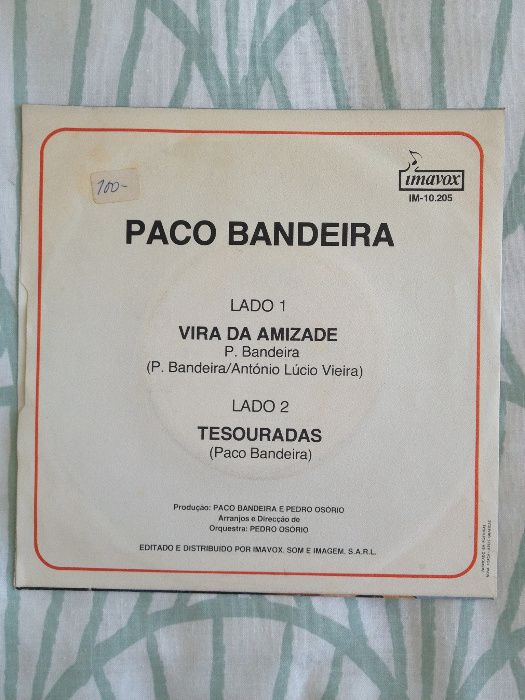 100-
imavox
IM-10.205
PACO BANDEIRA
LADO 1
VIRA DA AMIZADE
P. Bandeira
(P. Bandeira/António Lúcio Vieira)
LADO 2
TESOURADAS
(Paco Bandeira)
Produção: PACO BANDEIRA E PEDRO OSÓRIO
Arranjos e Direcção de
Orquestra: PEDRO OSÓRIO
EDITADO E DISTRIBUIDO POR IMAVOX. SOM E IMAGEM. S.A.R.L.